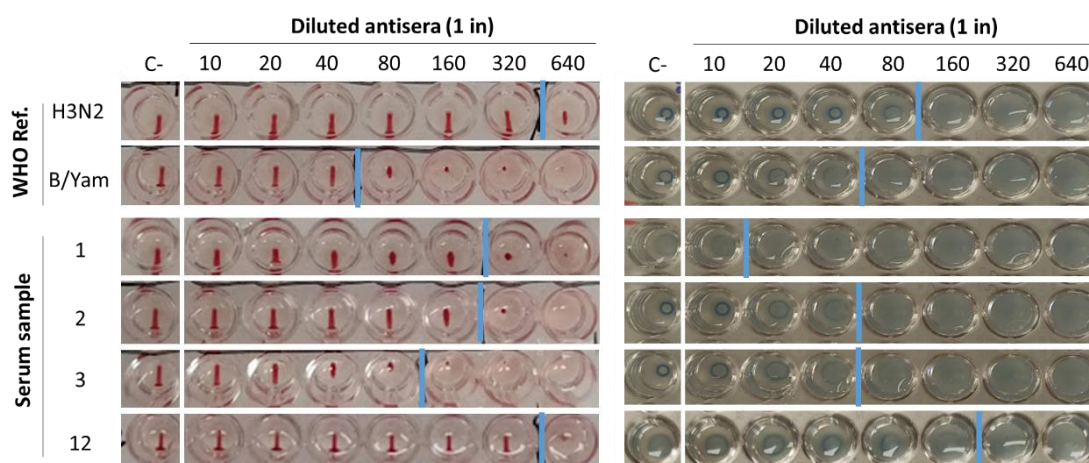 Diluted antisera (1 in) Diluted antisera (1 in)
C- 10 20 40 80 160 320 640 C- 10 20 40 80 160 320 640
WHO Ref.
H3N2
B/Yam
Serum sample
1
2
3
12